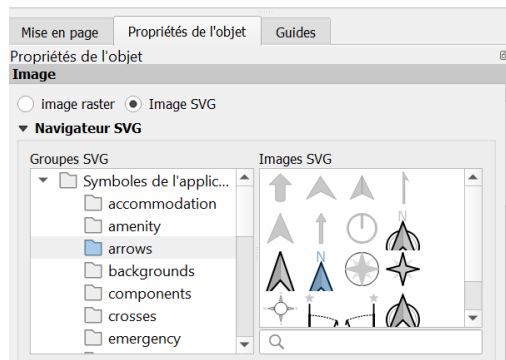 Mise en page Propriétés de l'objet Guides
Propriétés de l'objet
Image
image raster Image SVG
Navigateur SVG
Groupes SVG Images SVG
Symboles de l'applic...
accommodation
amenity
arrows
backgrounds
components
crosses
emergency
N
N